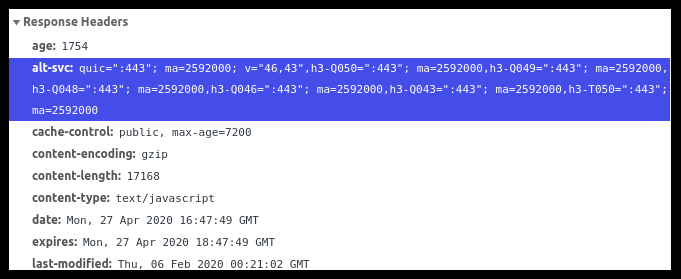 Response Headers
age: 1754
alt-svc: quic=":443"; ma=2592000; v="46,43",h3-Q050=":443"; ma=2592000,h3-Q049=":443"; ma=2592000,
h3-Q048=":443"; ma=2592000,h3-Q046=":443"; ma=2592000,h3-Q043=":443"; ma=2592000,h3-T050=":443";
ma=2592000
cache-control: public, max-age=7200
content-encoding: gzip
content-length: 17168
content-type: text/javascript
date: Mon, 27 Apr 2020 16:47:49 GMT
expires: Mon, 27 Apr 2020 18:47:49 GMT
last-modified: Thu, 06 Feb 2020 00:21:02 GMT